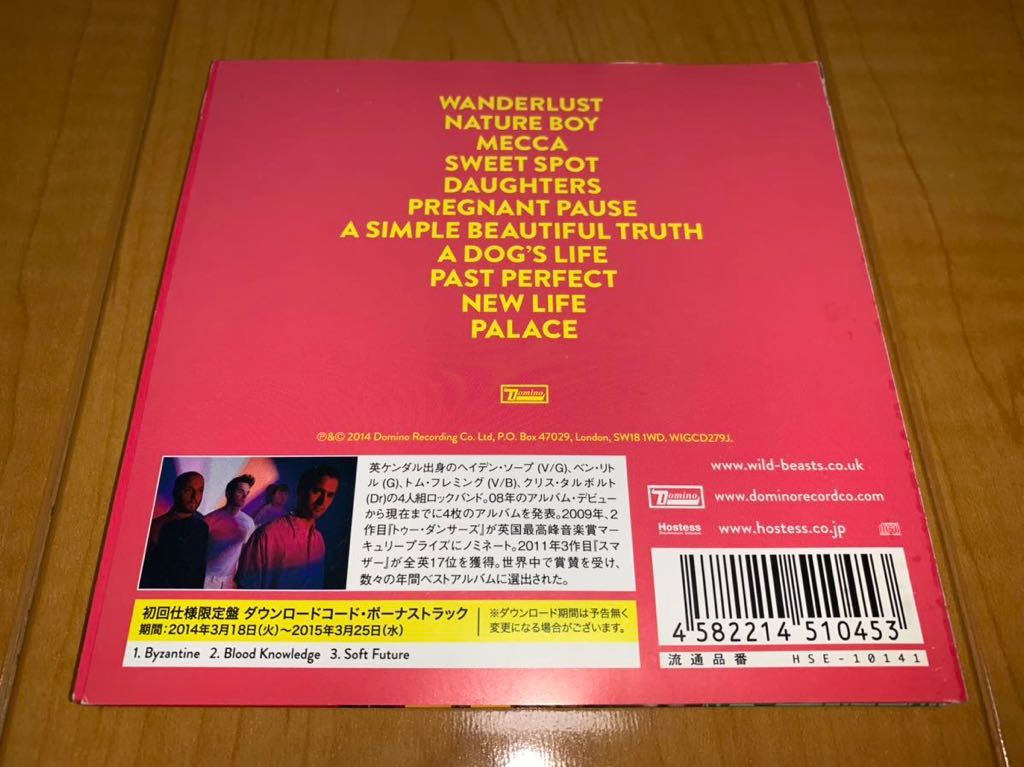 WANDERLUST
NATURE BOY
MECCA
SWEET SPOT
DAUGHTERS
PREGNANT PAUSE
A SIMPLE BEAUTIFUL TRUTH
A DOG'S LIFE
PAST PERFECT
NEW LIFE
PALACE
Domino
℗&© 2014 Domino Recording Co. Ltd, P.O. Box 47029, London, SW18 1WD. WIGCD279J.
英ケンダル出身のヘイデン・ソープ (V/G)、ベン・リト
ル (G)、トム・フレミング (V/B)、クリス・タルボルト
(Dr)の4人組ロックバンド。08年のアルバム・デビュー
から現在までに4枚のアルバムを発表。2009年、2
作目『トゥー・ダンサーズ』が英国最高峰音楽賞マー
キュリープライズにノミネート。2011年3作目『スマ
ザー』が全英17位を獲得。世界中で賞賛を受け、
数々の年間ベストアルバムに選出された。
初回仕様限定盤 ダウンロードコード・ボーナストラック
期間:2014年3月18日(火)〜2015年3月25日(水)
※ダウンロード期間は予告無く
変更になる場合がございます。
1. Byzantine 2. Blood Knowledge 3. Soft Future
www.wild-beasts.co.uk
Domino www.dominorecordco.com
Hostess www.hostess.co.jp
4 582214 510453
流通品番 HSE-10141